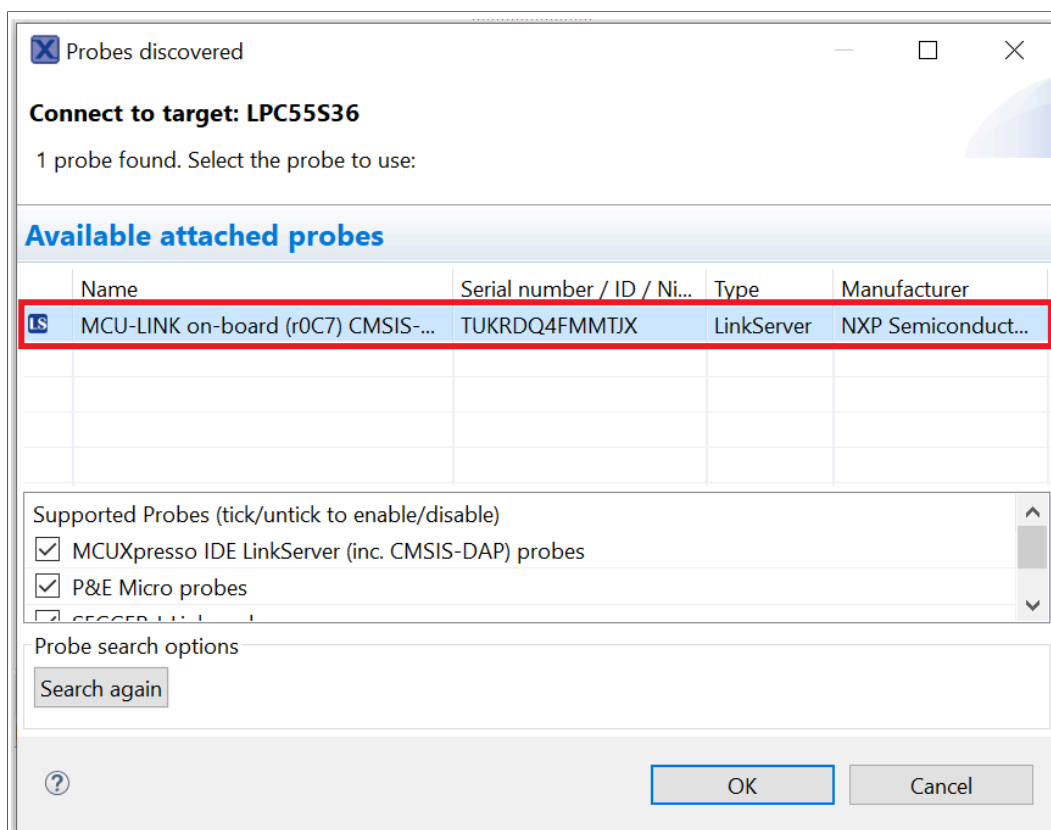 Probes discovered
Connect to target: LPC55S36
1 probe found. Select the probe to use:
Available attached probes
Name Serial number / ID / Ni... Type Manufacturer
LS MCU-LINK on-board (r0C7) CMSIS-... TUKRDQ4FMMTJX LinkServer NXP Semiconduct...
Supported Probes (tick/untick to enable/disable)
MCUXpresso IDE LinkServer (inc. CMSIS-DAP) probes
P&E Micro probes
Probe search options
Search again
OK Cancel